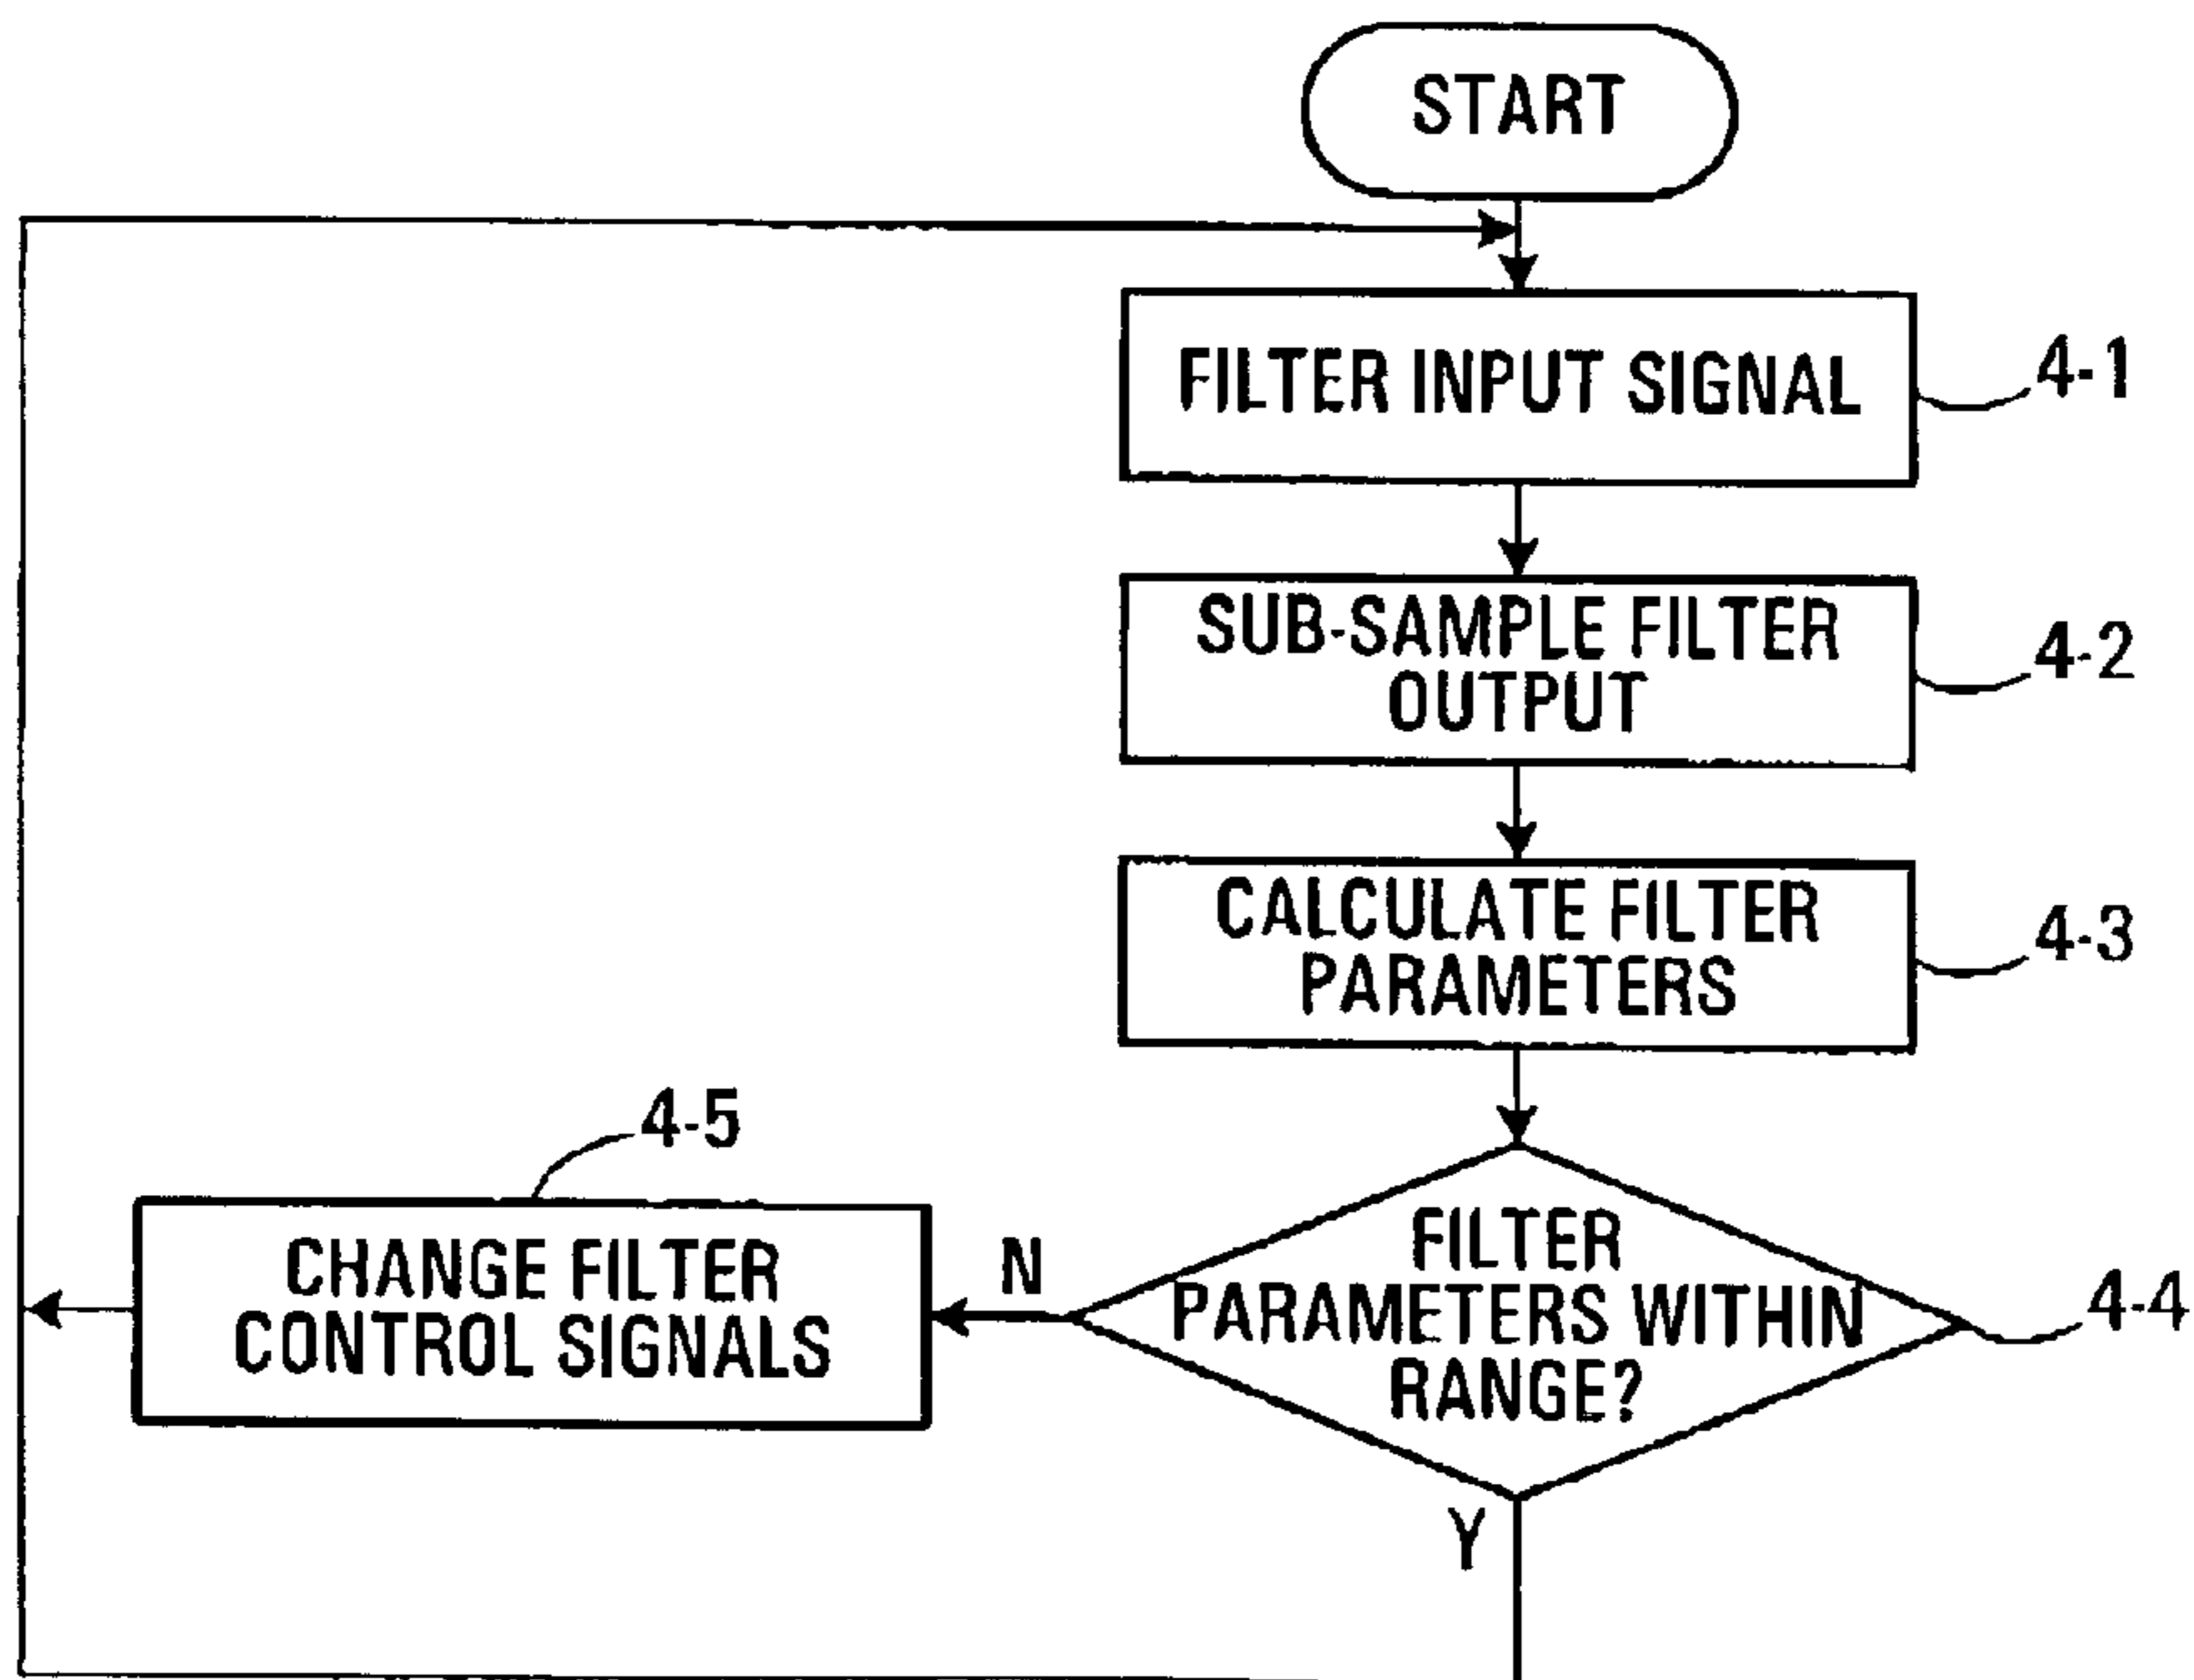 START
FILTER INPUT SIGNAL
4-1
SUB-SAMPLE FILTER
OUTPUT
4-2
CALCULATE FILTER
PARAMETERS
4-3
FILTER
PARAMETERS WITHIN
RANGE?
4-4
N
4-5
CHANGE FILTER
CONTROL SIGNALS
Y